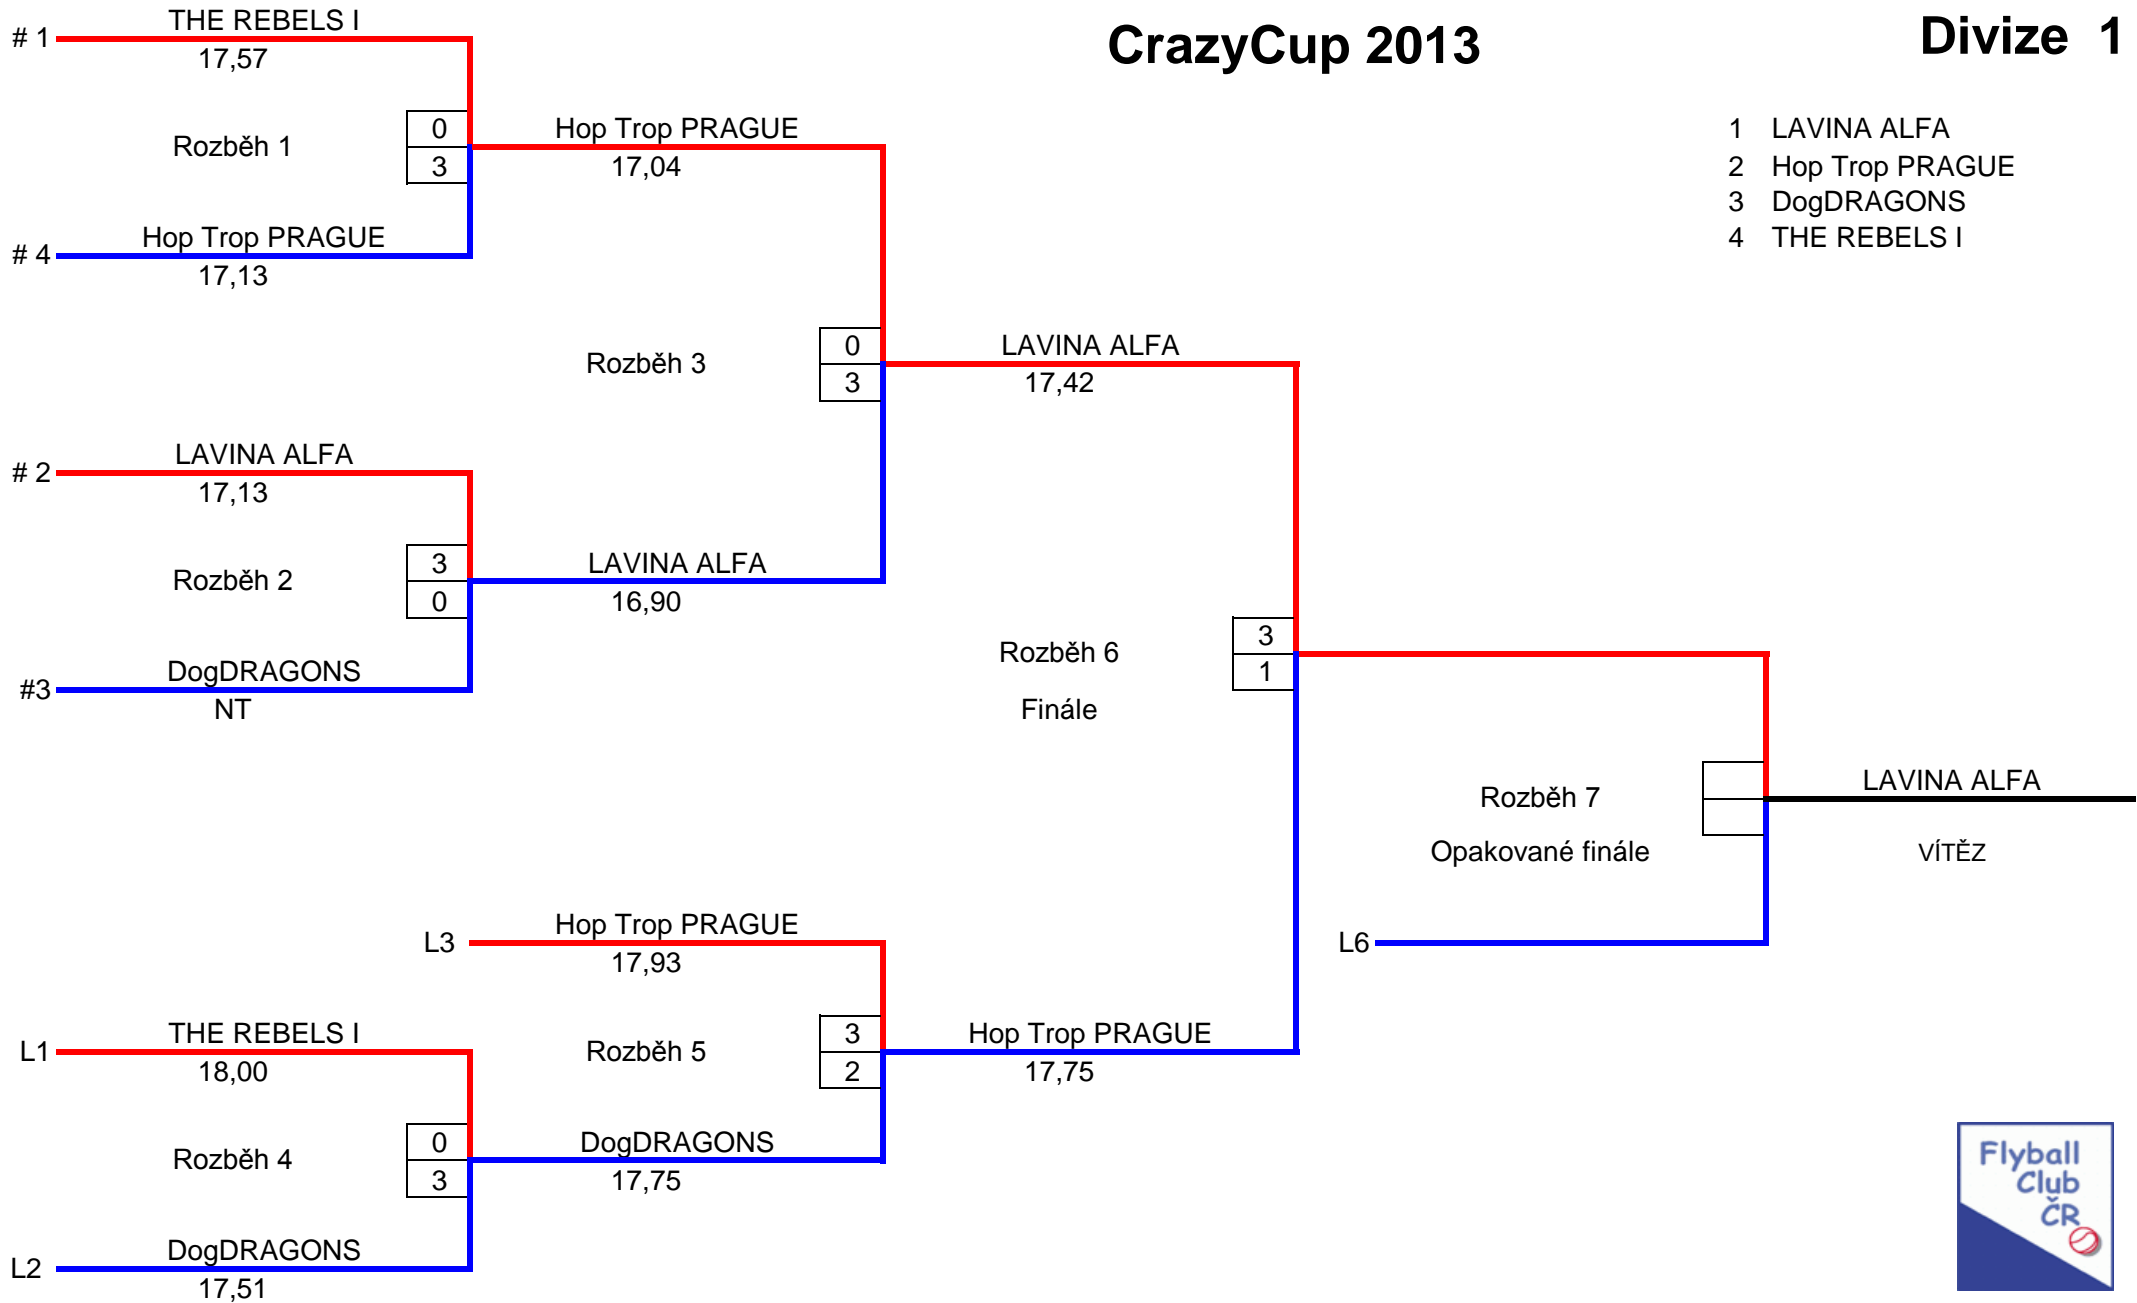 CrazyCup 2013
Divize 1
# 1
THE REBELS I
17,57
Rozběh 1
0
3
# 4
Hop Trop PRAGUE
17,13
Hop Trop PRAGUE
17,04
1 LAVINA ALFA
2 Hop Trop PRAGUE
3 DogDRAGONS
4 THE REBELS I
Rozběh 3
0
3
LAVINA ALFA
17,42
# 2
LAVINA ALFA
17,13
Rozběh 2
3
0
#3
DogDRAGONS
NT
LAVINA ALFA
16,90
Rozběh 6
Finále
3
1
Rozběh 7
Opakované finále
LAVINA ALFA
VÍTĚZ
L6
L3
Hop Trop PRAGUE
17,93
Rozběh 5
3
2
Hop Trop PRAGUE
17,75
L1
THE REBELS I
18,00
Rozběh 4
0
3
DogDRAGONS
17,75
L2
DogDRAGONS
17,51
Flyball
Club
ČR